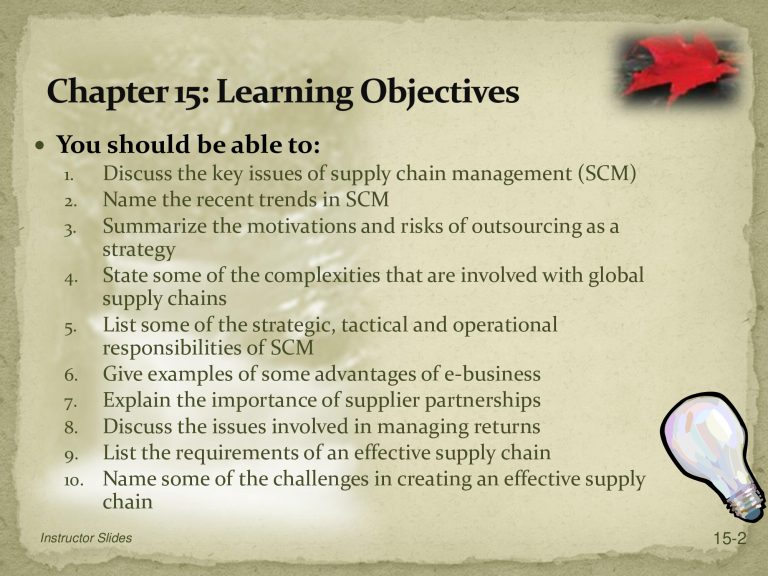 Chapter 15: Learning Objectives
• You should be able to:
1. Discuss the key issues of supply chain management (SCM)
2. Name the recent trends in SCM
3. Summarize the motivations and risks of outsourcing as a
strategy
4. State some of the complexities that are involved with global
supply chains
5. List some of the strategic, tactical and operational
responsibilities of SCM
6. Give examples of some advantages of e-business
7. Explain the importance of supplier partnerships
8. Discuss the issues involved in managing returns
9. List the requirements of an effective supply chain
10. Name some of the challenges in creating an effective supply
chain
Instructor Slides
15-2